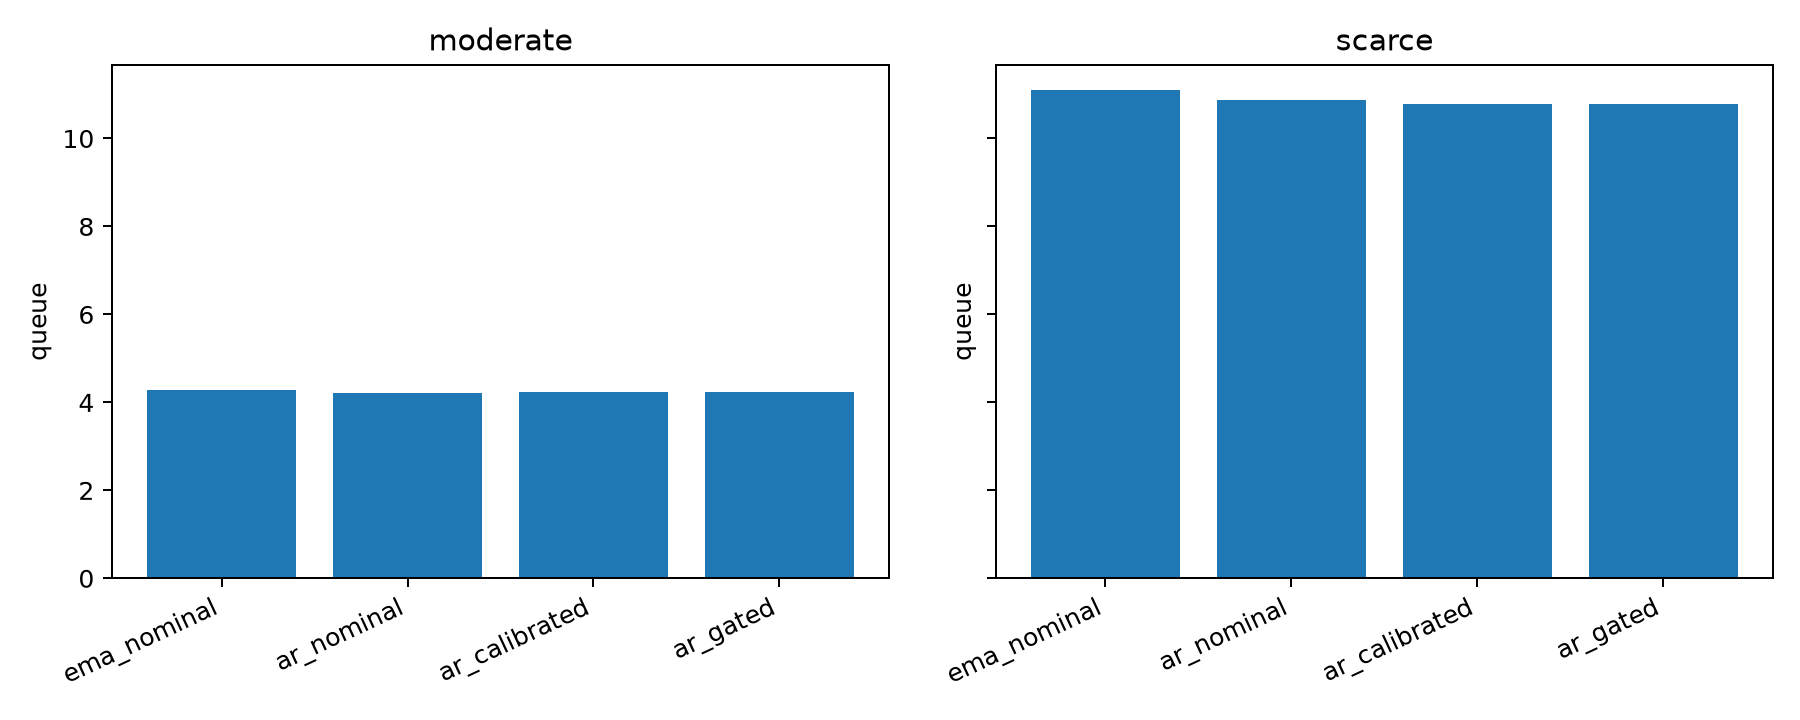 moderate
queue
10
8
6
4
2
0
ema_nominal
ar_nominal
ar_calibrated
ar_gated
scarce
queue
ema_nominal
ar_nominal
ar_calibrated
ar_gated